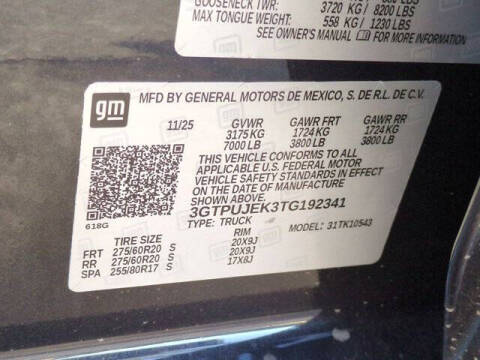 GOOSENECK TWR: 3720 KG / 8200 LBS
MAX TONGUE WEIGHT: 558 KG / 1230 LBS
SEE OWNER'S MANUAL FOR MORE INFORMATION
gm
MFD BY GENERAL MOTORS DE MEXICO, S. DE R.L. DE C.V.
11/25 GVWR GAWR FRT GAWR RR
3175 KG 1724 KG 1724 KG
7000 LB 3800 LB 3800 LB
THIS VEHICLE CONFORMS TO ALL
APPLICABLE U.S. FEDERAL MOTOR
VEHICLE SAFETY STANDARDS IN EFFECT
ON THE DATE OF MANUFACTURE
SHOWN ABOVE.
3GTPUJEK3TG192341
618G TYPE: TRUCK MODEL: 31TK10543
TIRE SIZE RIM
FRT 275/60R20 S 20X9J
RR 275/60R20 S 20X9J
SPA 255/80R17 S 17X8J